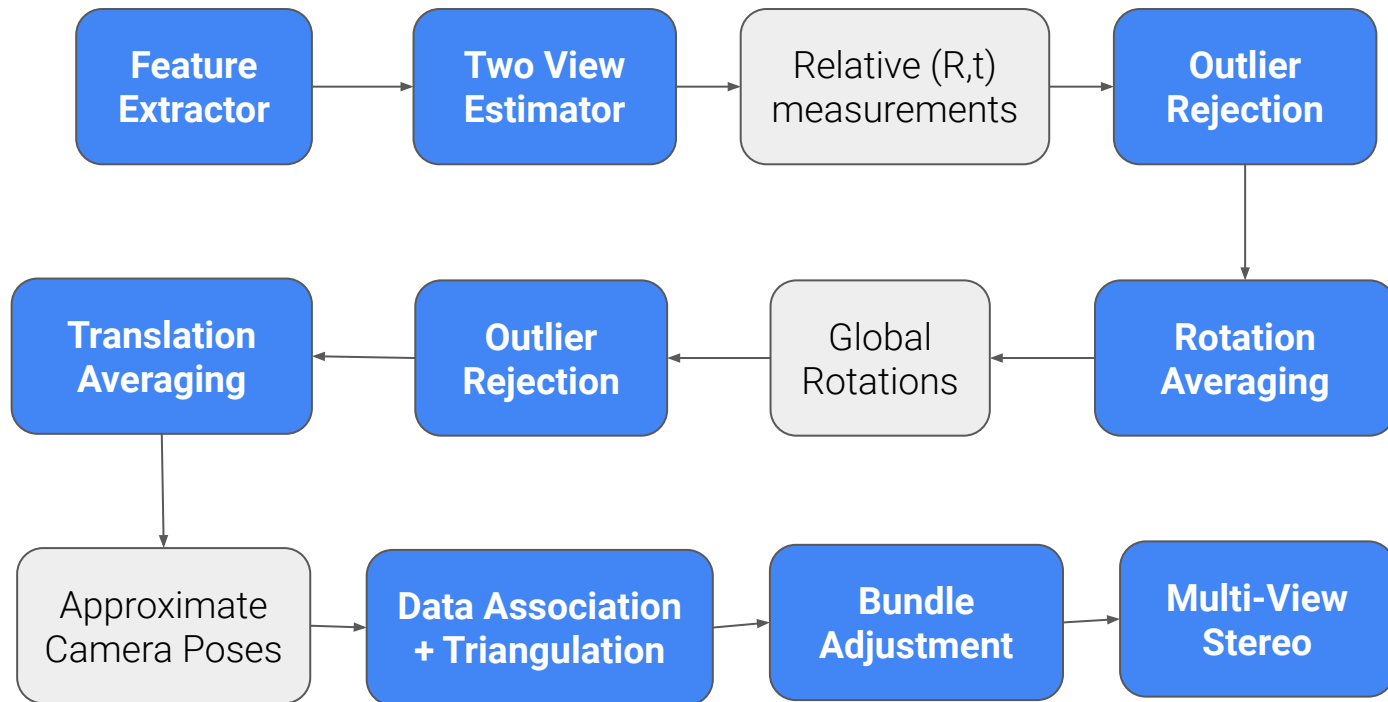 Feature
Extractor
Two View
Estimator
Relative (R,t)
measurements
Outlier
Rejection
Rotation
Averaging
Global
Rotations
Outlier
Rejection
Translation
Averaging
Approximate
Camera Poses
Data Association
+ Triangulation
Bundle
Adjustment
Multi-View
Stereo